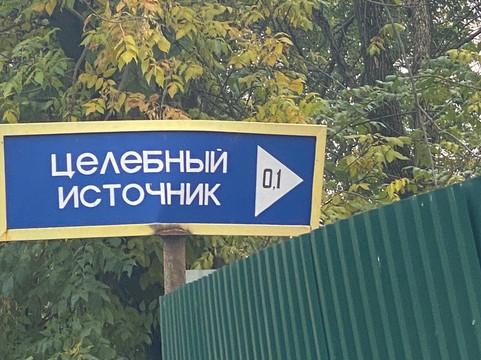 целебный
источник
0,1